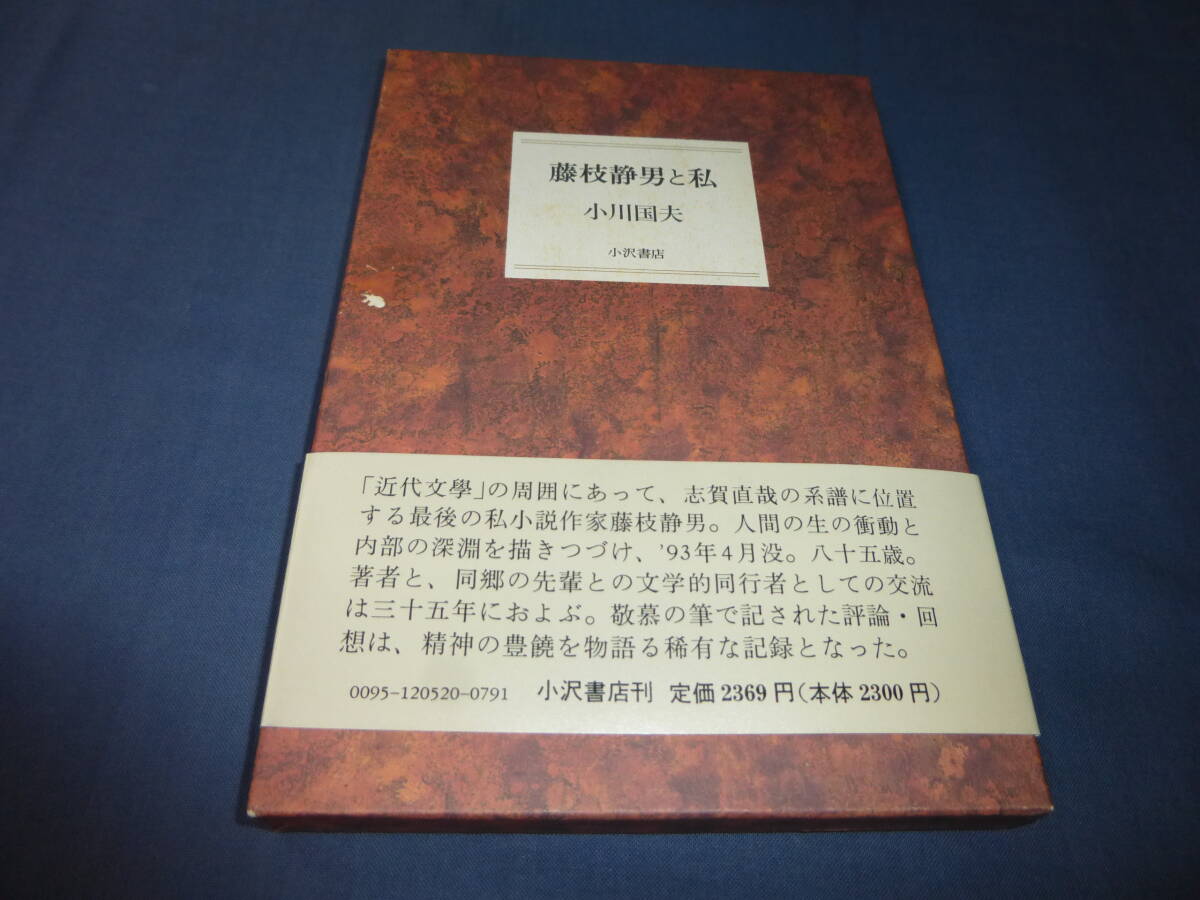 藤枝静男と私
小川国夫
小沢書店
「近代文學」の周囲にあって、志賀直哉の系譜に位置
する最後の私小説作家藤枝静男。人間の生の衝動と
内部の深淵を描きつづけ、’93年4月没。八十五歳。
著者と、同郷の先輩との文学的同行者としての交流
は三十五年におよぶ。敬慕の筆で記された評論・回
想は、精神の豊饒を物語る稀有な記録となった。
0095-120520-0791 小沢書店刊 定価2369円(本体2300円)